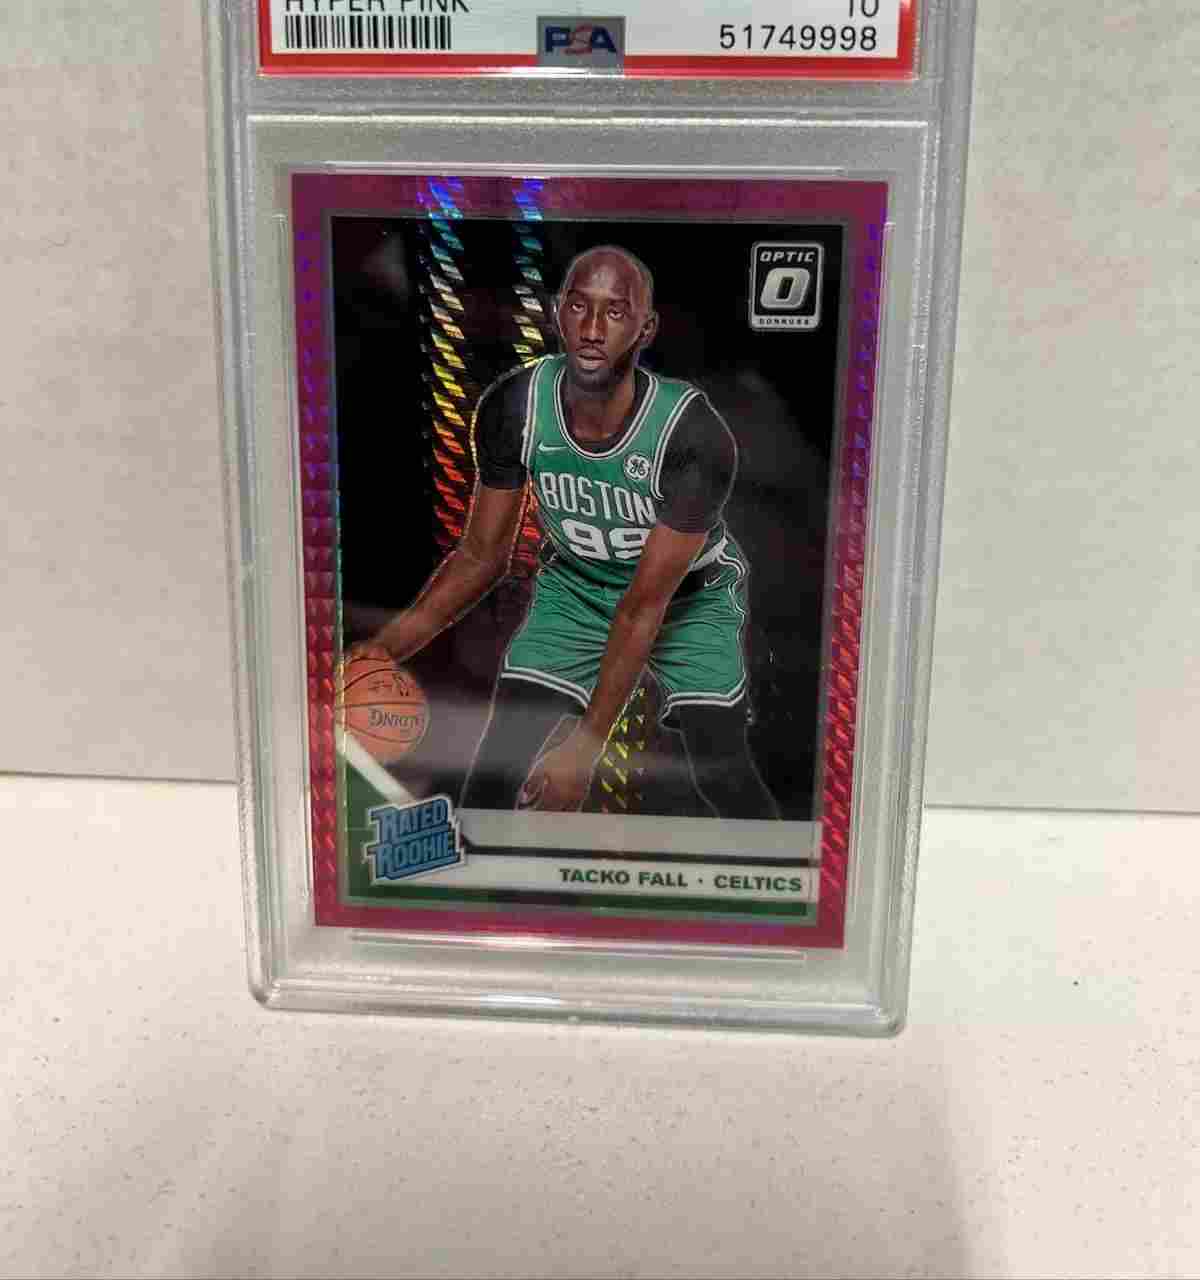 HYPER PINK
10
PSA
51749998
OPTIC
O
DONRUSS
BOSTON
99
RATED
ROOKIE
TACKO FALL · CELTICS